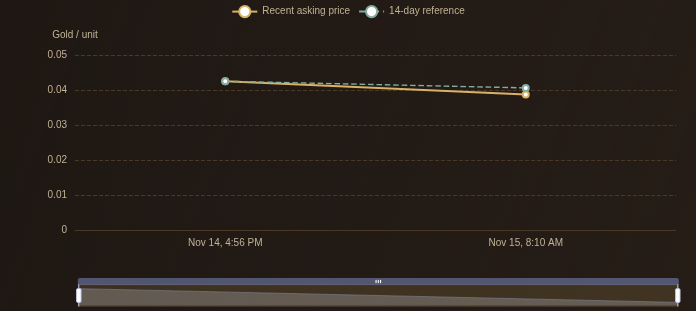 Recent asking price 14-day reference
Gold / unit
0.05
0.04
0.03
0.02
0.01
0
Nov 14, 4:56 PM Nov 15, 8:10 AM